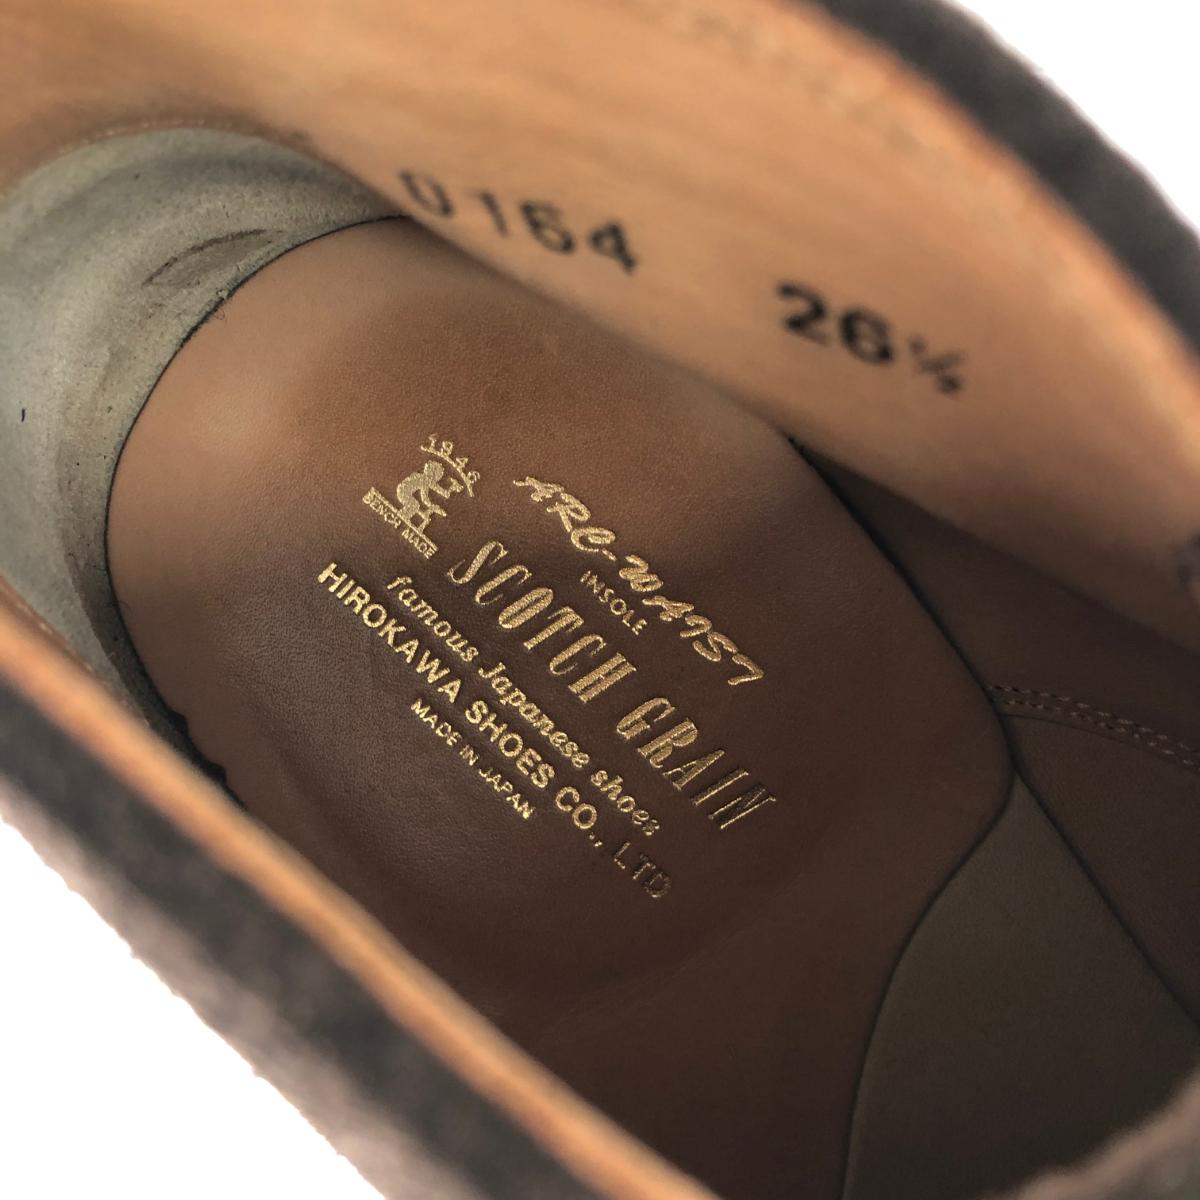 0164 26½
1946
BENCH MADE
ARC-WAIST
INSOLE
SCOTCH GRAIN
famous Japanese shoes
HIROKAWA SHOES CO., LTD
MADE IN JAPAN